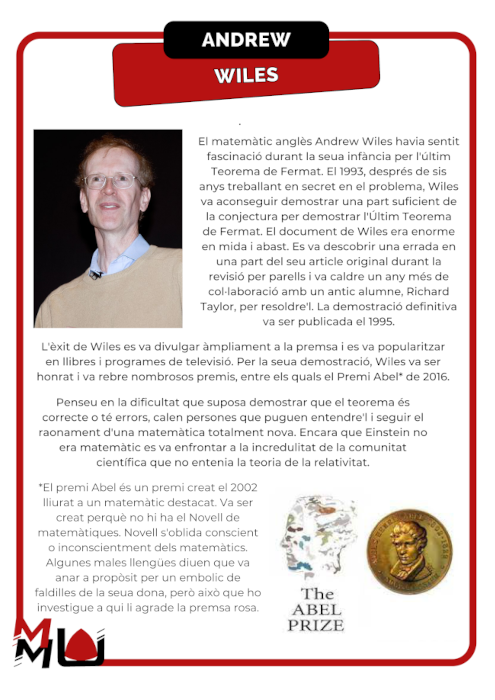 ANDREW
WILES
El matemàtic anglès Andrew Wiles havia sentit
fascinació durant la seua infància per l'últim
Teorema de Fermat. El 1993, després de sis
anys treballant en secret en el problema, Wiles
va aconseguir demostrar una part suficient de
la conjectura per demostrar l'Últim Teorema
de Fermat. El document de Wiles era enorme
en mida i abast. Es va descobrir una errada en
una part del seu article original durant la
revisió per parells i va caldre un any més de
col·laboració amb un antic alumne, Richard
Taylor, per resoldre'l. La demostració definitiva
va ser publicada el 1995.
L'èxit de Wiles es va divulgar àmpliament a la premsa i es va popularitzar
en llibres i programes de televisió. Per la seua demostració, Wiles va ser
honrat i va rebre nombrosos premis, entre els quals el Premi Abel* de 2016.
Penseu en la dificultat que suposa demostrar que el teorema és
correcte o té errors, calen persones que puguen entendre'l i seguir el
raonament d'una matemàtica totalment nova. Encara que Einstein no
era matemàtic es va enfrontar a la incredulitat de la comunitat
científica que no entenia la teoria de la relativitat.
*El premi Abel és un premi creat el 2002
lliurat a un matemàtic destacat. Va ser
creat perquè no hi ha el Novell de
matemàtiques. Novell s'oblida conscient
o inconscientment dels matemàtics.
Algunes males llengües diuen que va
anar a propòsit per un embolic de
faldilles de la seua dona, però això que ho
investigue a qui li agrade la premsa rosa.
The
ABEL
PRIZE
MMU